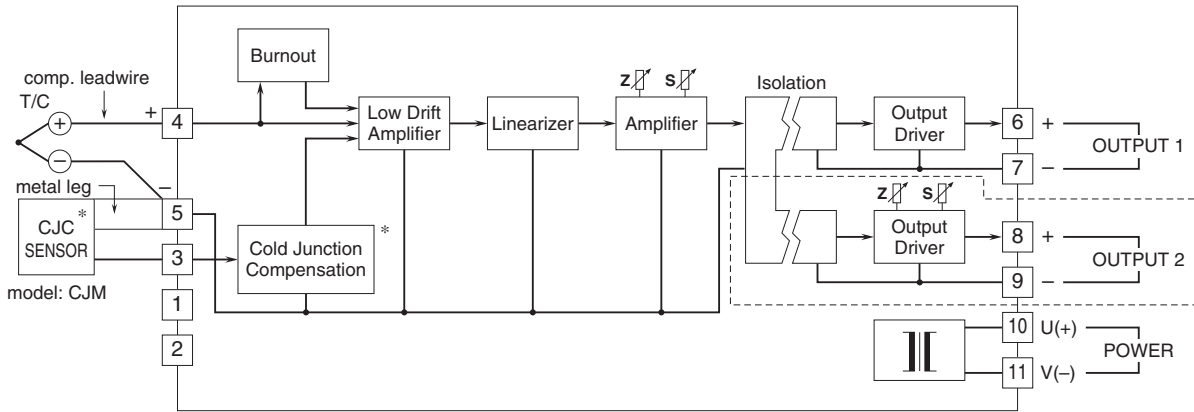 comp. leadwire
T/C
+
−
+
4
−
metal leg
5
CJC *
SENSOR
3
model: CJM
1
2
Burnout
Low Drift
Amplifier
Linearizer
Z
S
Amplifier
*
Cold Junction
Compensation
Isolation
Output
Driver
6 +
OUTPUT 1
7 −
Z
S
Output
Driver
8 +
OUTPUT 2
9 −
10 U(+)
POWER
11 V(−)